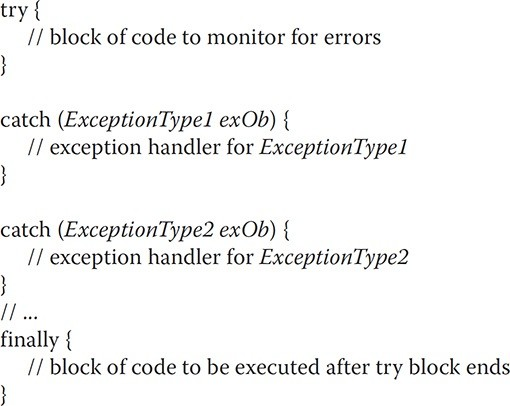 try {
// block of code to monitor for errors
}
catch (ExceptionType1 exOb) {
// exception handler for ExceptionType1
}
catch (ExceptionType2 exOb) {
// exception handler for ExceptionType2
}
// ...
finally {
// block of code to be executed after try block ends
}